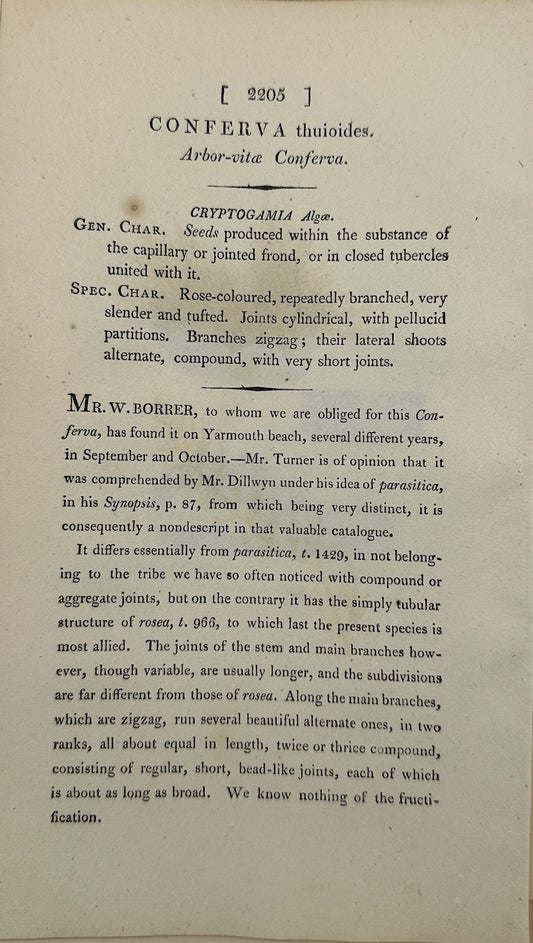 [ 2205 ]
CONFERVA thuioides.
Arbor-vitæ Conferva.
CRYPTOGAMIA Algæ.
GEN. CHAR. Seeds produced within the substance of
the capillary or jointed frond, or in closed tubercles
united with it.
SPEC. CHAR. Rose-coloured, repeatedly branched, very
slender and tufted. Joints cylindrical, with pellucid
partitions. Branches zigzag; their lateral shoots
alternate, compound, with very short joints.
MR. W. BORRER, to whom we are obliged for this Con-
ferva, has found it on Yarmouth beach, several different years,
in September and October.—Mr. Turner is of opinion that it
was comprehended by Mr. Dillwyn under his idea of parasitica,
in his Synopsis, p. 87, from which being very distinct, it is
consequently a nondescript in that valuable catalogue.
It differs essentially from parasitica, t. 1429, in not belong-
ing to the tribe we have so often noticed with compound or
aggregate joints, but on the contrary it has the simply tubular
structure of rosea, t. 966, to which last the present species is
most allied. The joints of the stem and main branches how-
ever, though variable, are usually longer, and the subdivisions
are far different from those of rosea. Along the main branches,
which are zigzag, run several beautiful alternate ones, in two
ranks, all about equal in length, twice or thrice compound,
consisting of regular, short, bead-like joints, each of which
is about as long as broad. We know nothing of the fructi-
fication.